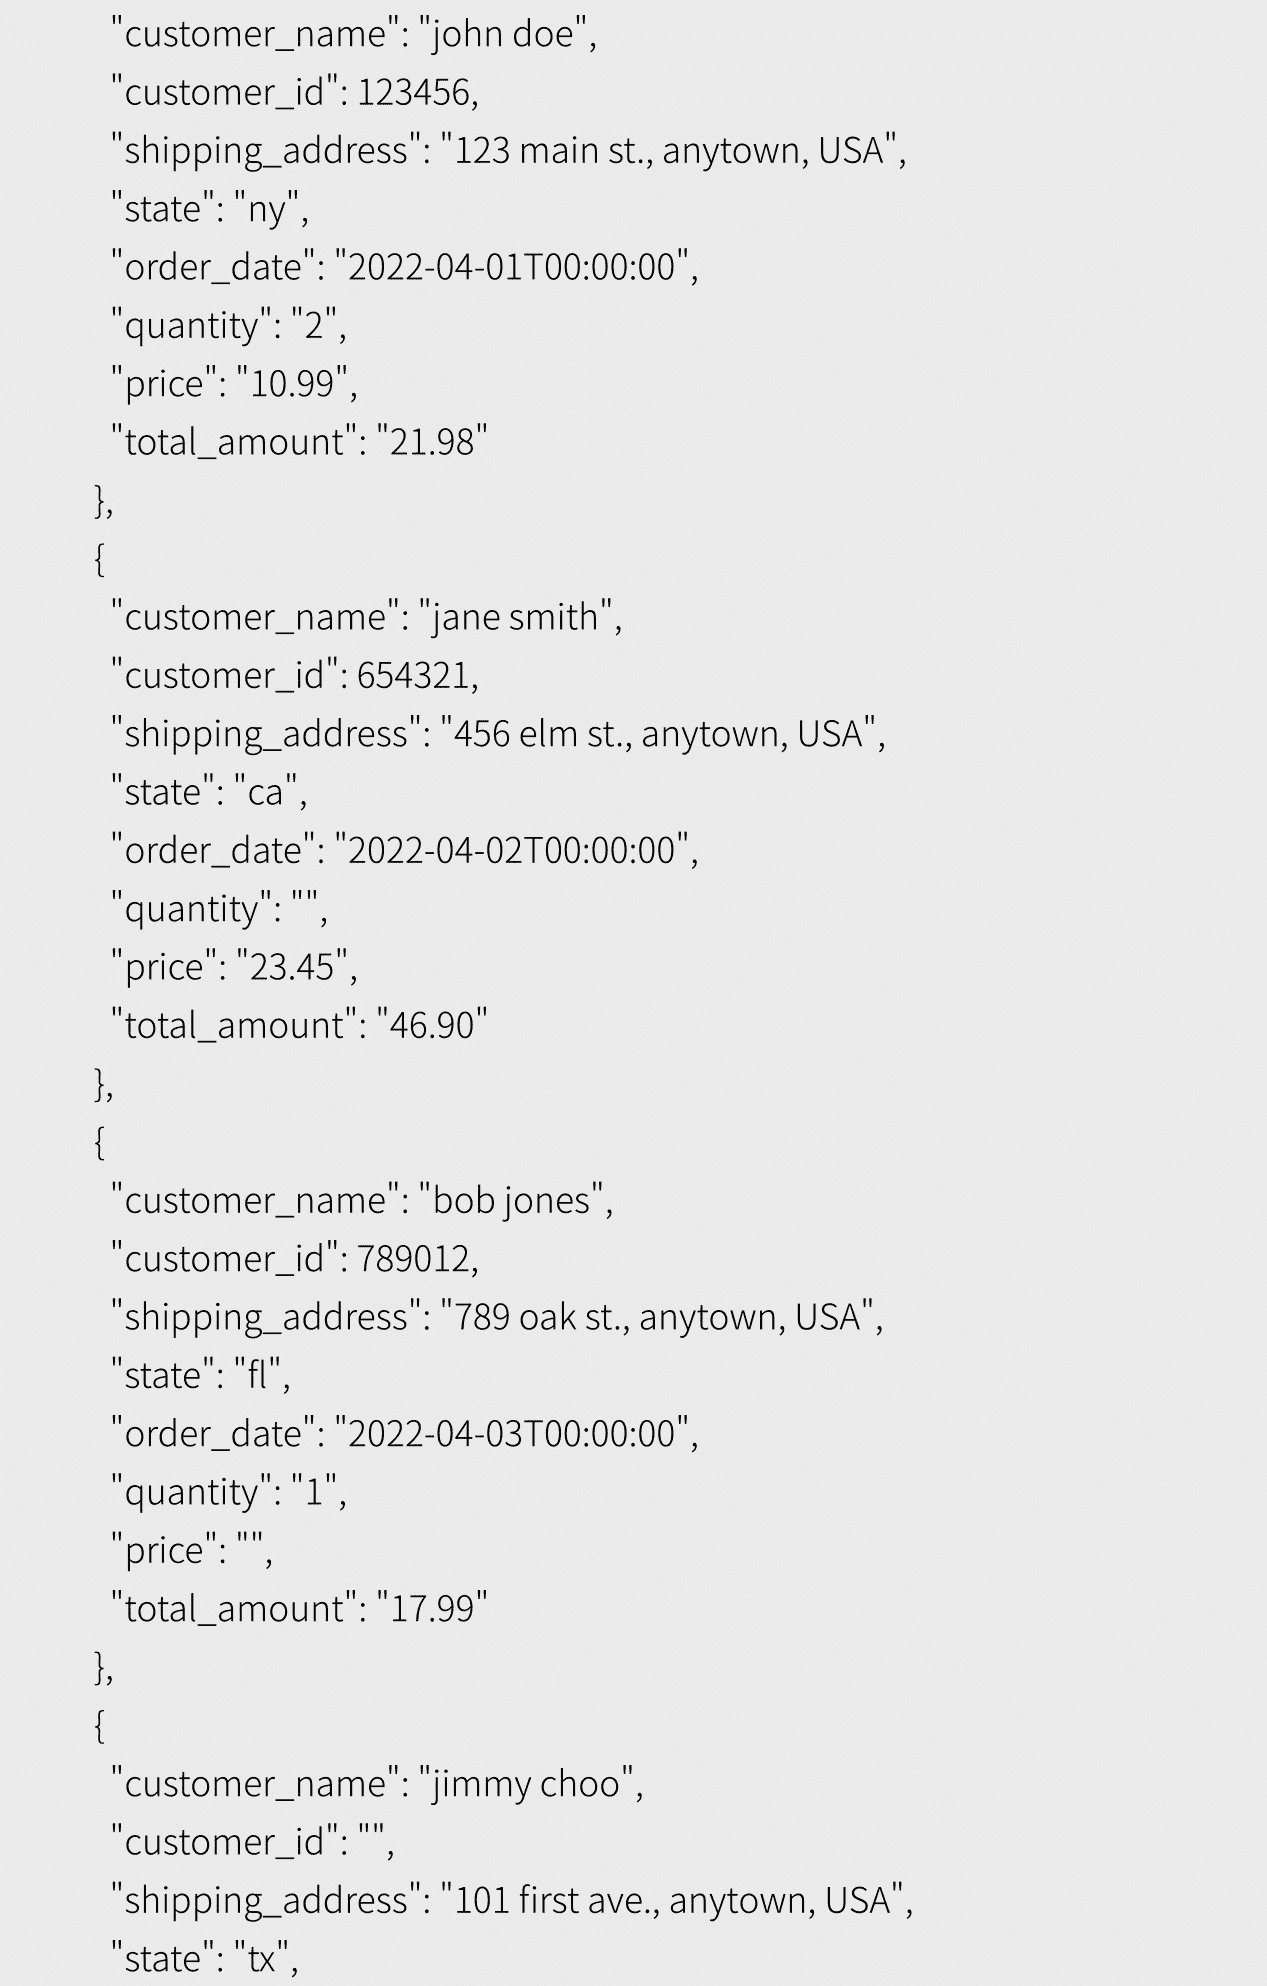 "customer_name": "john doe",
"customer_id": 123456,
"shipping_address": "123 main st., anytown, USA",
"state": "ny",
"order_date": "2022-04-01T00:00:00",
"quantity": "2",
"price": "10.99",
"total_amount": "21.98"
},
{
"customer_name": "jane smith",
"customer_id": 654321,
"shipping_address": "456 elm st., anytown, USA",
"state": "ca",
"order_date": "2022-04-02T00:00:00",
"quantity": "",
"price": "23.45",
"total_amount": "46.90"
},
{
"customer_name": "bob jones",
"customer_id": 789012,
"shipping_address": "789 oak st., anytown, USA",
"state": "fl",
"order_date": "2022-04-03T00:00:00",
"quantity": "1",
"price": "",
"total_amount": "17.99"
},
{
"customer_name": "jimmy choo",
"customer_id": "",
"shipping_address": "101 first ave., anytown, USA",
"state": "tx",